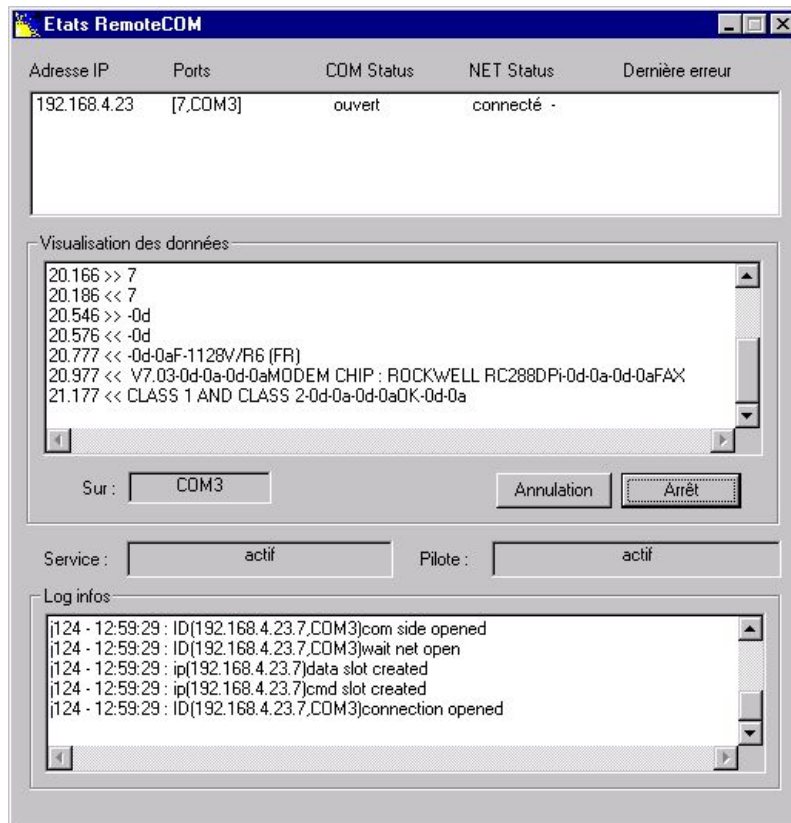 Etats RemoteCOM
Adresse IP Ports COM Status NET Status Dernière erreur
192.168.4.23 [7,COM3] ouvert connecté -
Visualisation des données
20.166 >> 7
20.186 << 7
20.546 >> -0d
20.576 << -0d
20.777 << -0d-0aF-1128V/R6 (FR)
20.977 << V7.03-0d-0a-0d-0aMODEM CHIP : ROCKWELL RC288DPi-0d-0a-0d-0aFAX
21.177 << CLASS 1 AND CLASS 2-0d-0a-0d-0aOK-0d-0a
Sur : COM3 Annulation Arrêt
Service : actif Pilote : actif
Log infos
j124 - 12:59:29 : ID(192.168.4.23.7,COM3)com side opened
j124 - 12:59:29 : ID(192.168.4.23.7,COM3)wait net open
j124 - 12:59:29 : ip(192.168.4.23.7)data slot created
j124 - 12:59:29 : ip(192.168.4.23.7)cmd slot created
j124 - 12:59:29 : ID(192.168.4.23.7,COM3)connection opened